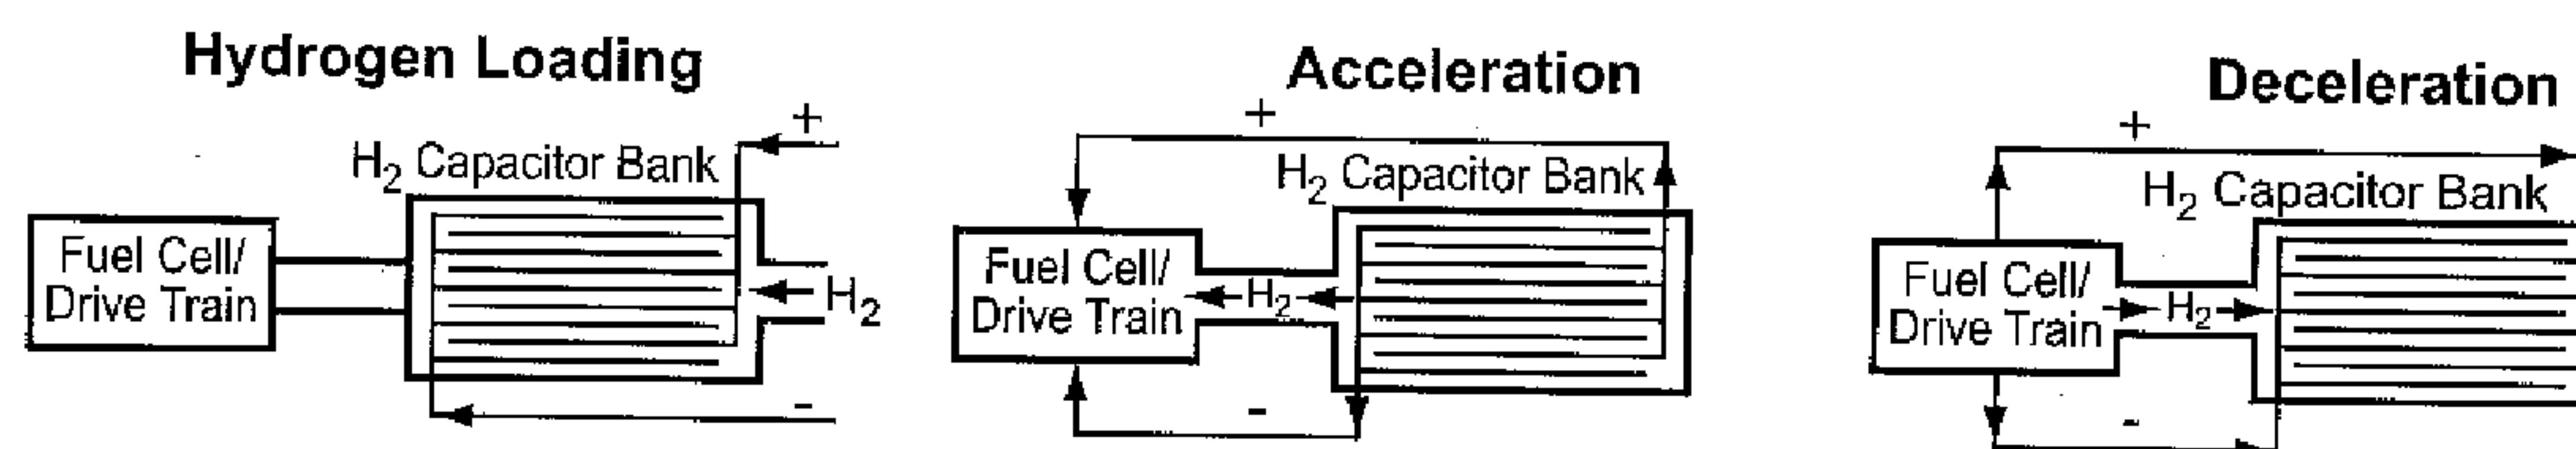 Hydrogen Loading
+
H₂ Capacitor Bank
Fuel Cell/
Drive Train
H₂
-
Acceleration
+
H₂ Capacitor Bank
Fuel Cell/
Drive Train
H₂
-
Deceleration
+
H₂ Capacitor Bank
Fuel Cell/
Drive Train
H₂
-